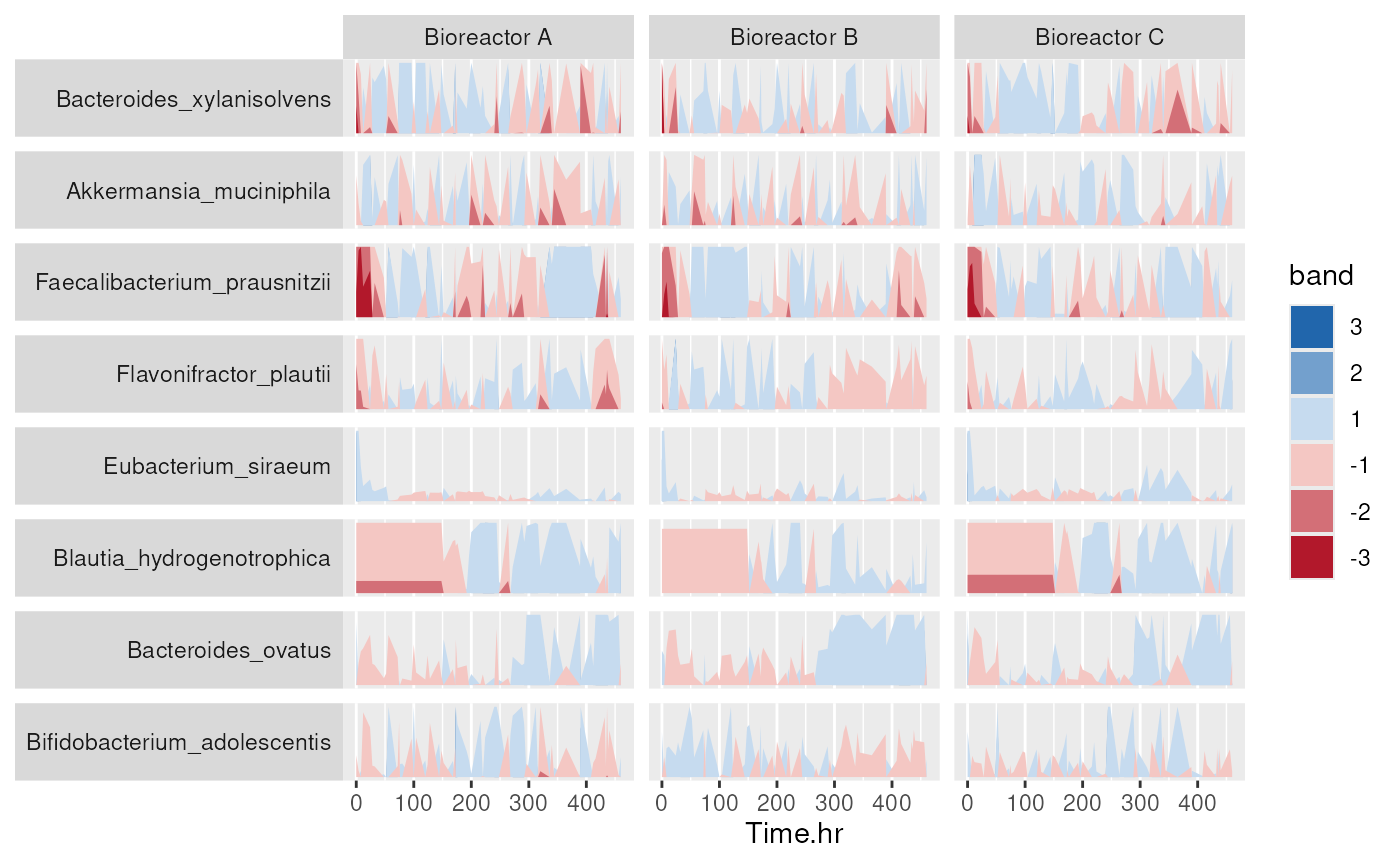 Bioreactor A Bioreactor B Bioreactor C
Bacteroides_xylanisolvens
Akkermansia_muciniphila
Faecalibacterium_prausnitzii
Flavonifractor_plautii
Eubacterium_siraeum
Blautia_hydrogenotrophica
Bacteroides_ovatus
Bifidobacterium_adolescentis
0 100 200 300 400 0 100 200 300 400 0 100 200 300 400
Time.hr
band
3
2
1
-1
-2
-3